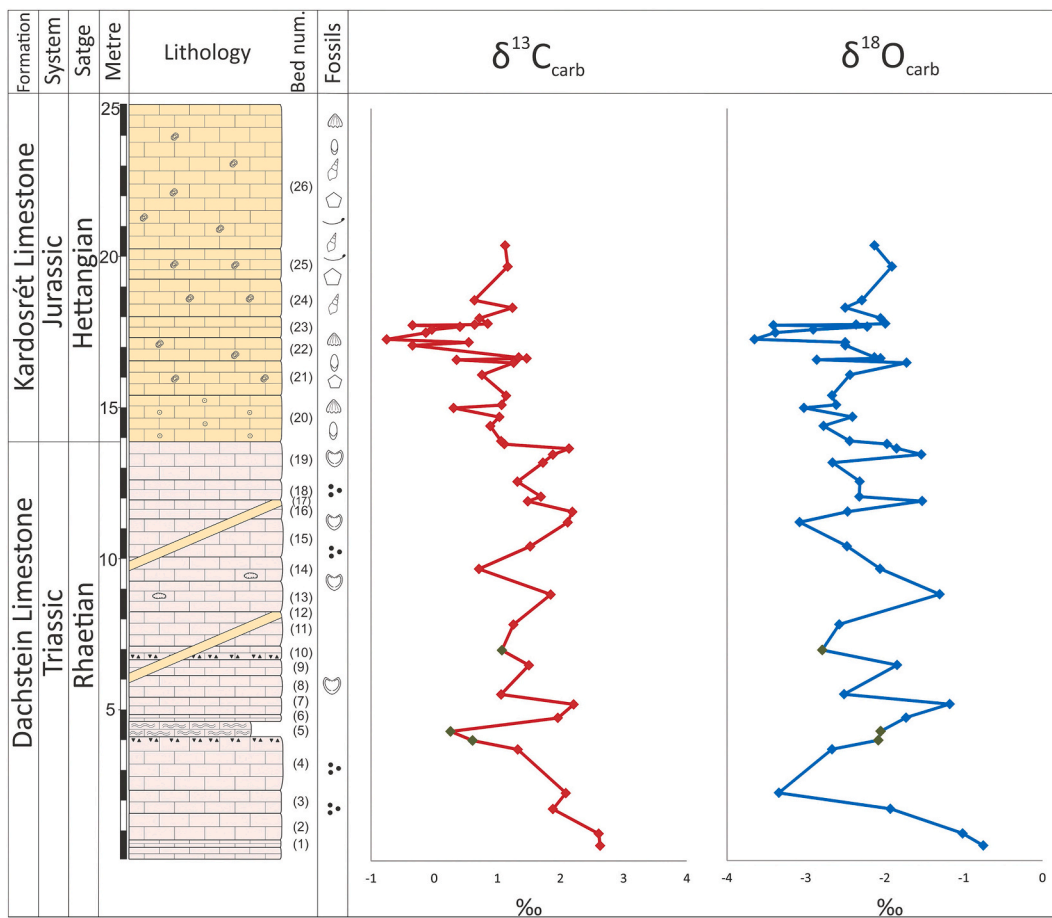 Formation
System
Satge
Metre
Lithology
Bed num.
Fossils
δ13Ccarb
δ18Ocarb
Kardosrét Limestone
Dachstein Limestone
Jurassic
Triassic
Hettangian
Rhaetian
25
20
15
10
5
(26)
(25)
(24)
(23)
(22)
(21)
(20)
(19)
(18)
(17)
(16)
(15)
(14)
(13)
(12)
(11)
(10)
(9)
(8)
(7)
(6)
(5)
(4)
(3)
(2)
(1)
-1 0 1 2 3 4
‰
-4 -3 -2 -1 0
‰